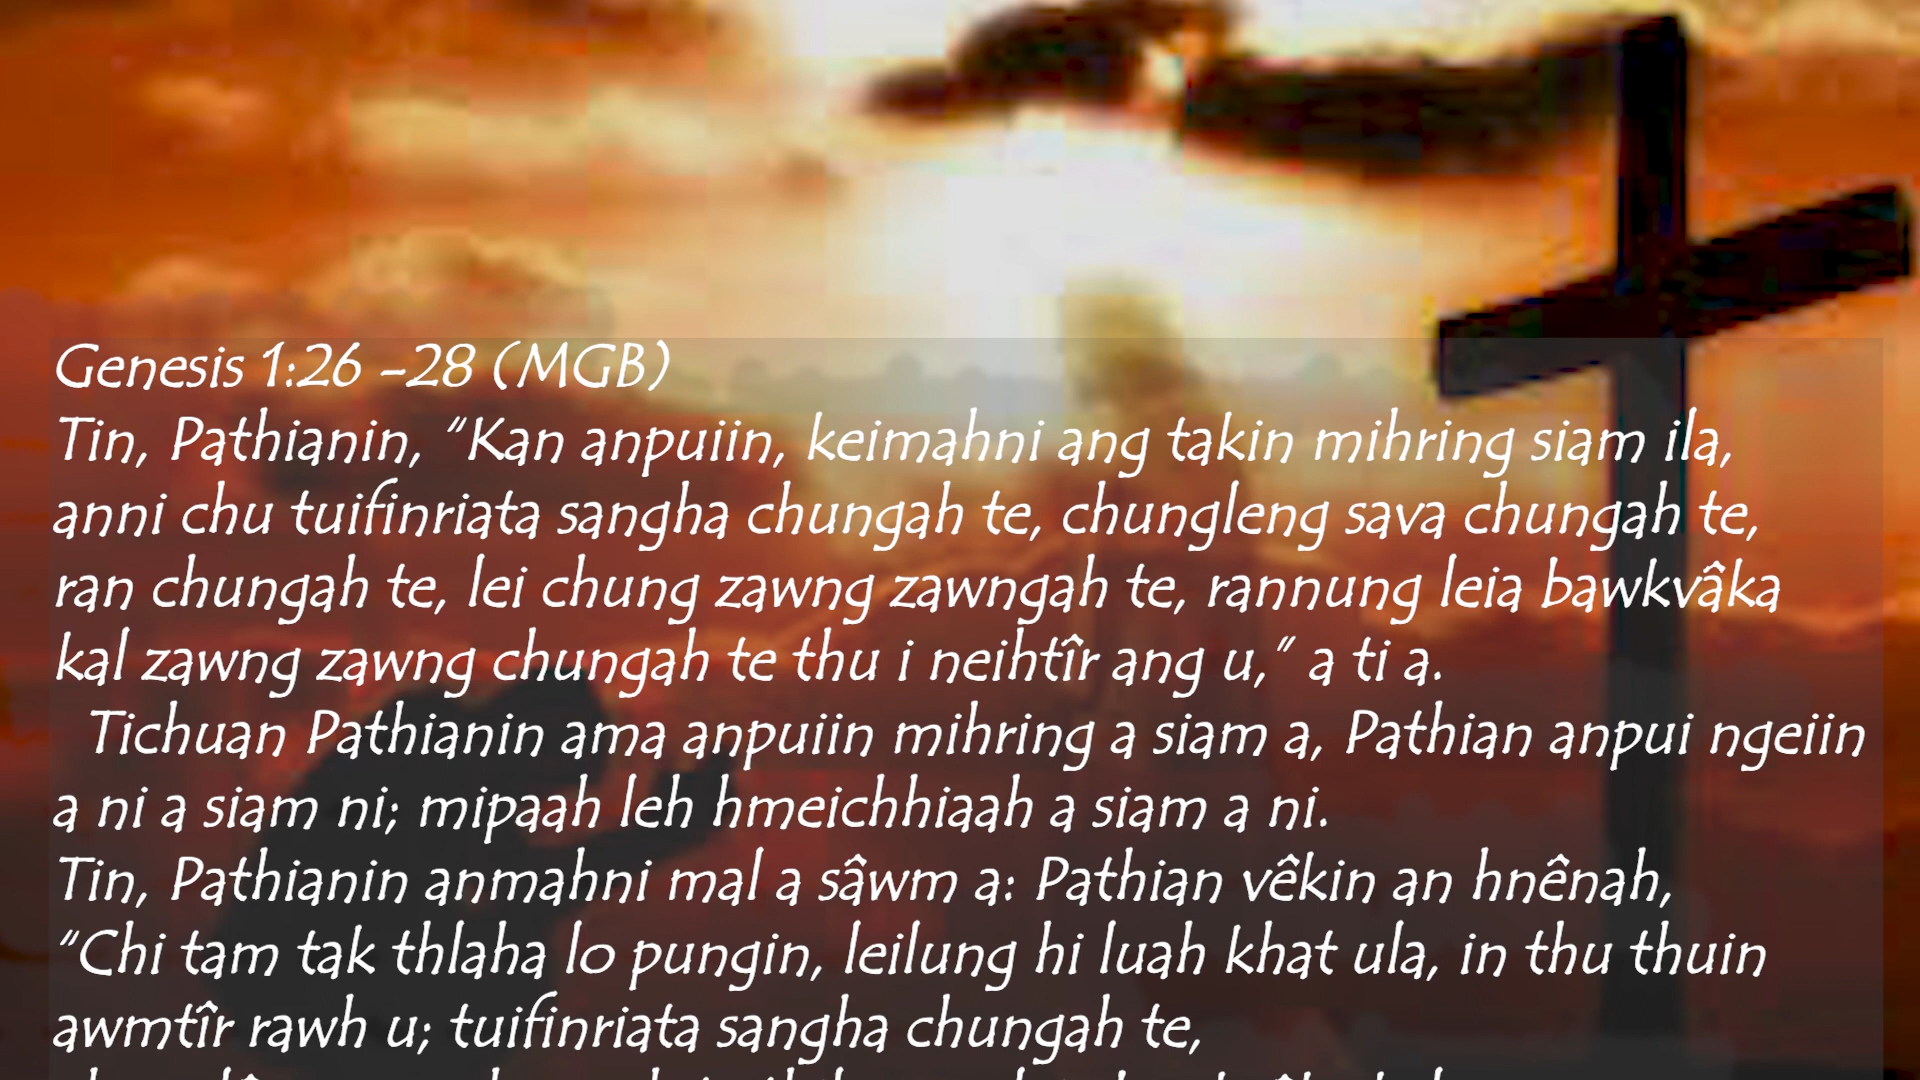 Genesis 1:26 -28 (MGB)
Tin, Pathianin, “Kan anpuiin, keimahni ang takin mihring siam ila,
anni chu tuifinriata sangha chungah te, chungleng sava chungah te,
ran chungah te, lei chung zawng zawngah te, rannung leia bawkvâka
kal zawng zawng chungah te thu i neihtîr ang u,” a ti a.
Tichuan Pathianin ama anpuiin mihring a siam a, Pathian anpui ngeiin
a ni a siam ni; mipaah leh hmeichhiaah a siam a ni.
Tin, Pathianin anmahni mal a sâwm a: Pathian vêkin an hnênah,
“Chi tam tak thlaha lo pungin, leilung hi luah khat ula, in thu thuin
awmtîr rawh u; tuifinriata sangha chungah te,